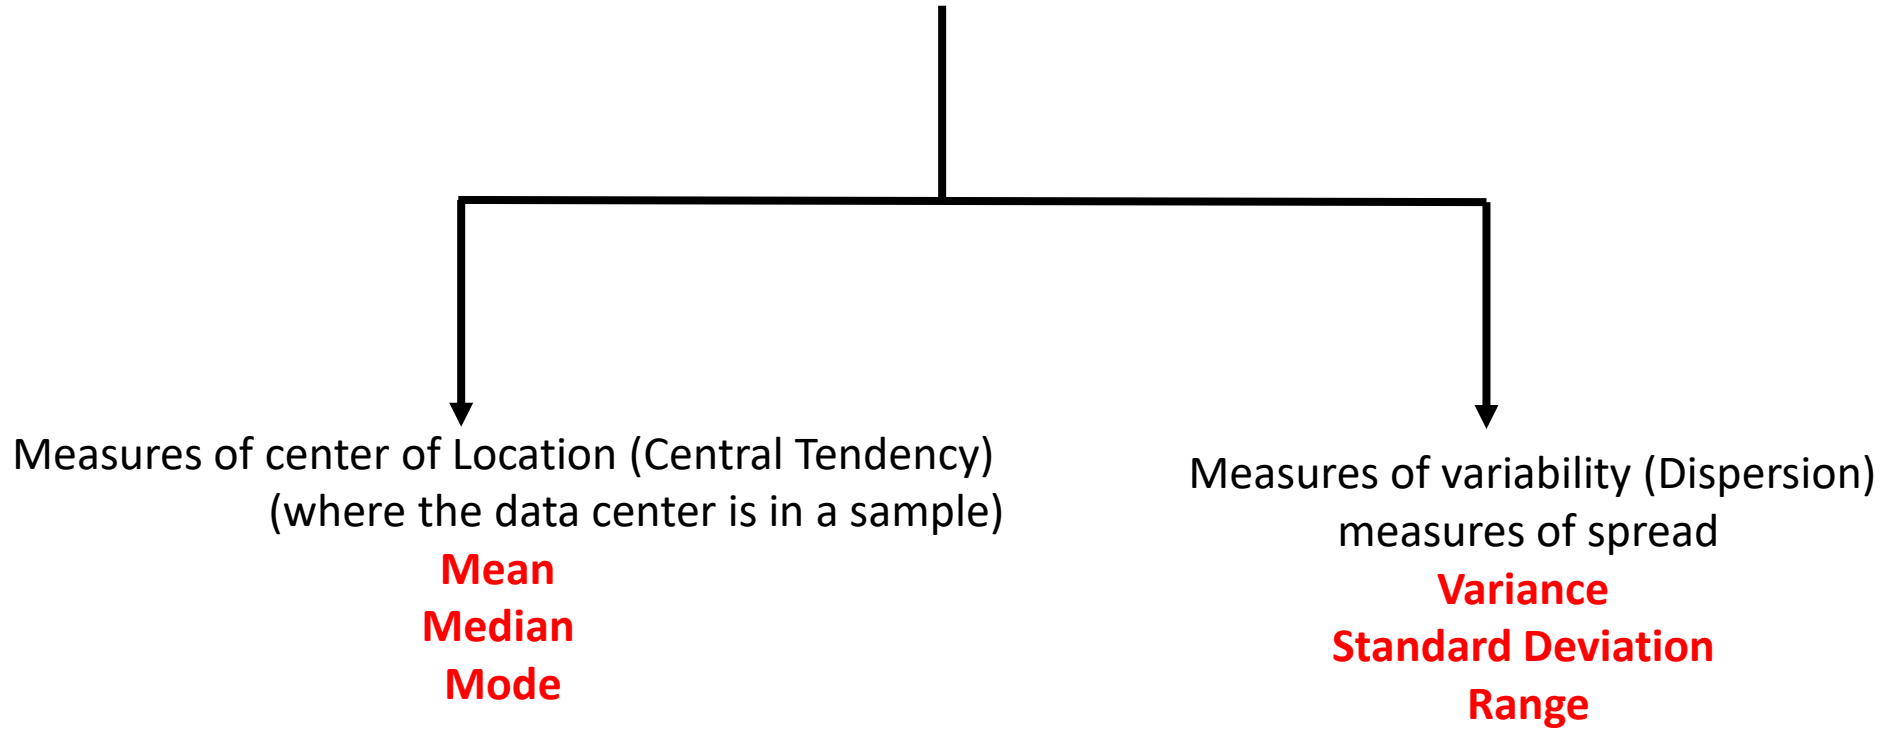 Measures of center of Location (Central Tendency)
(where the data center is in a sample)
Mean
Median
Mode
Measures of variability (Dispersion)
measures of spread
Variance
Standard Deviation
Range